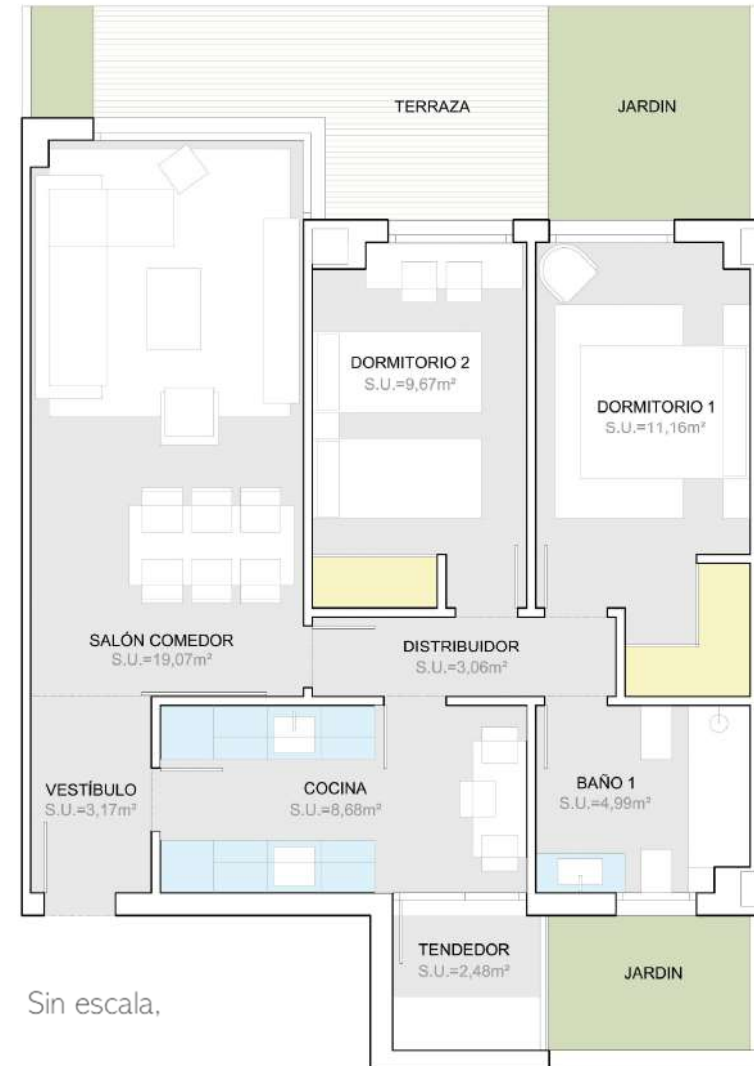 TERRAZA
JARDIN
DORMITORIO 2
S.U.=9,67m²
DORMITORIO 1
S.U.=11,16m²
SALÓN COMEDOR
S.U.=19,07m²
DISTRIBUIDOR
S.U.=3,06m²
VESTÍBULO
S.U.=3,17m²
COCINA
S.U.=8,68m²
BAÑO 1
S.U.=4,99m²
TENDEDOR
S.U.=2,48m²
JARDIN
Sin escala,